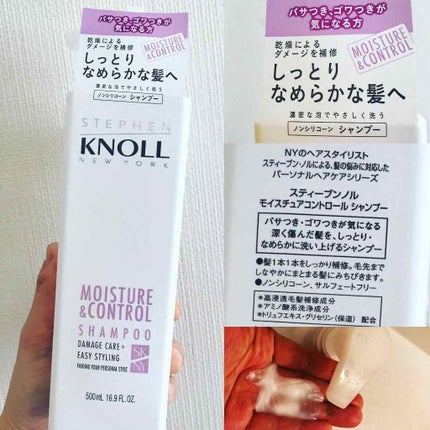 パサつき、ゴワつきが
気になる方
乾燥による
ダメージを補修
MOISTURE
&CONTROL
しっとり
なめらかな髪へ
濃密な泡でやさしく洗う
ノンシリコーン シャンプー
STEPHEN
KNOLL
NEW YORK
MOISTURE
&CONTROL
SHAMPOO
DAMAGE CARE+
EASY STYLING
FINDING YOUR PERSONAL STYLE
SK
NY
500mL 16.9 FL.OZ.
パサつき、ゴワつきが
気になる方
乾燥による
ダメージを補修
MOISTURE
&CONTROL
しっとり
なめらかな髪へ
濃密な泡でやさしく洗う
ノンシリコーン シャンプー
NYのヘアスタイリスト
スティーブン・ノルによる、髪の悩みに対応した
パーソナルヘアケアシリーズ
スティーブンノル
モイスチュアコントロール シャンプー
パサつき・ゴワつきが気になる
深く傷んだ髪を、しっとり・
なめらかに洗い上げるシャンプー
●髪1本1本をしっかり補修。毛先まで
しなやかにまとまる髪にみちびきます。
●ノンシリコーン、サルフェートフリー
*高浸透毛髪補修成分
*アミノ酸系洗浄成分
*トリュフエキス・グリセリン(保湿) 配合